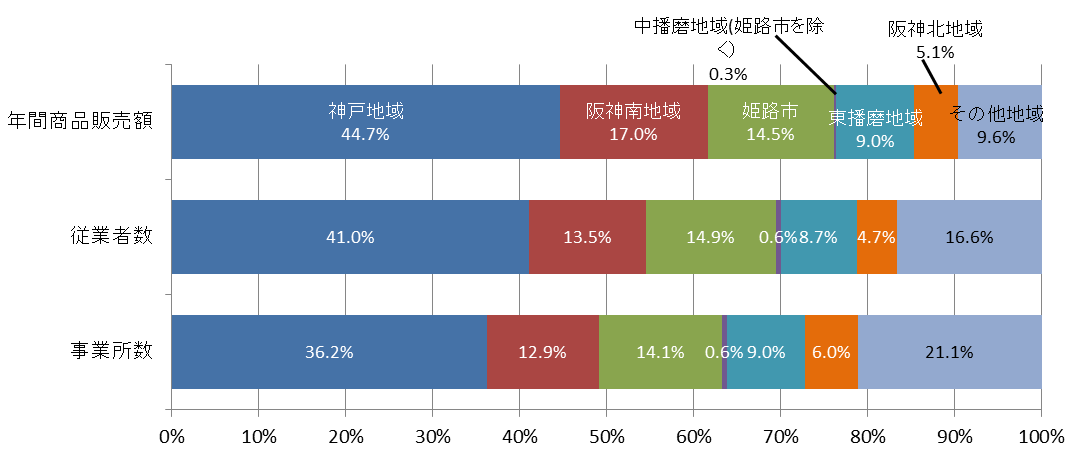 中播磨地域(姫路市を除
く)
0.3%
阪神北地域
5.1%
年間商品販売額
神戸地域
44.7%
阪神南地域
17.0%
姫路市
14.5%
東播磨地域
9.0%
その他地域
9.6%
従業者数
41.0%
13.5%
14.9%
0.6%
8.7%
4.7%
16.6%
事業所数
36.2%
12.9%
14.1%
0.6%
9.0%
6.0%
21.1%
0%
10%
20%
30%
40%
50%
60%
70%
80%
90%
100%